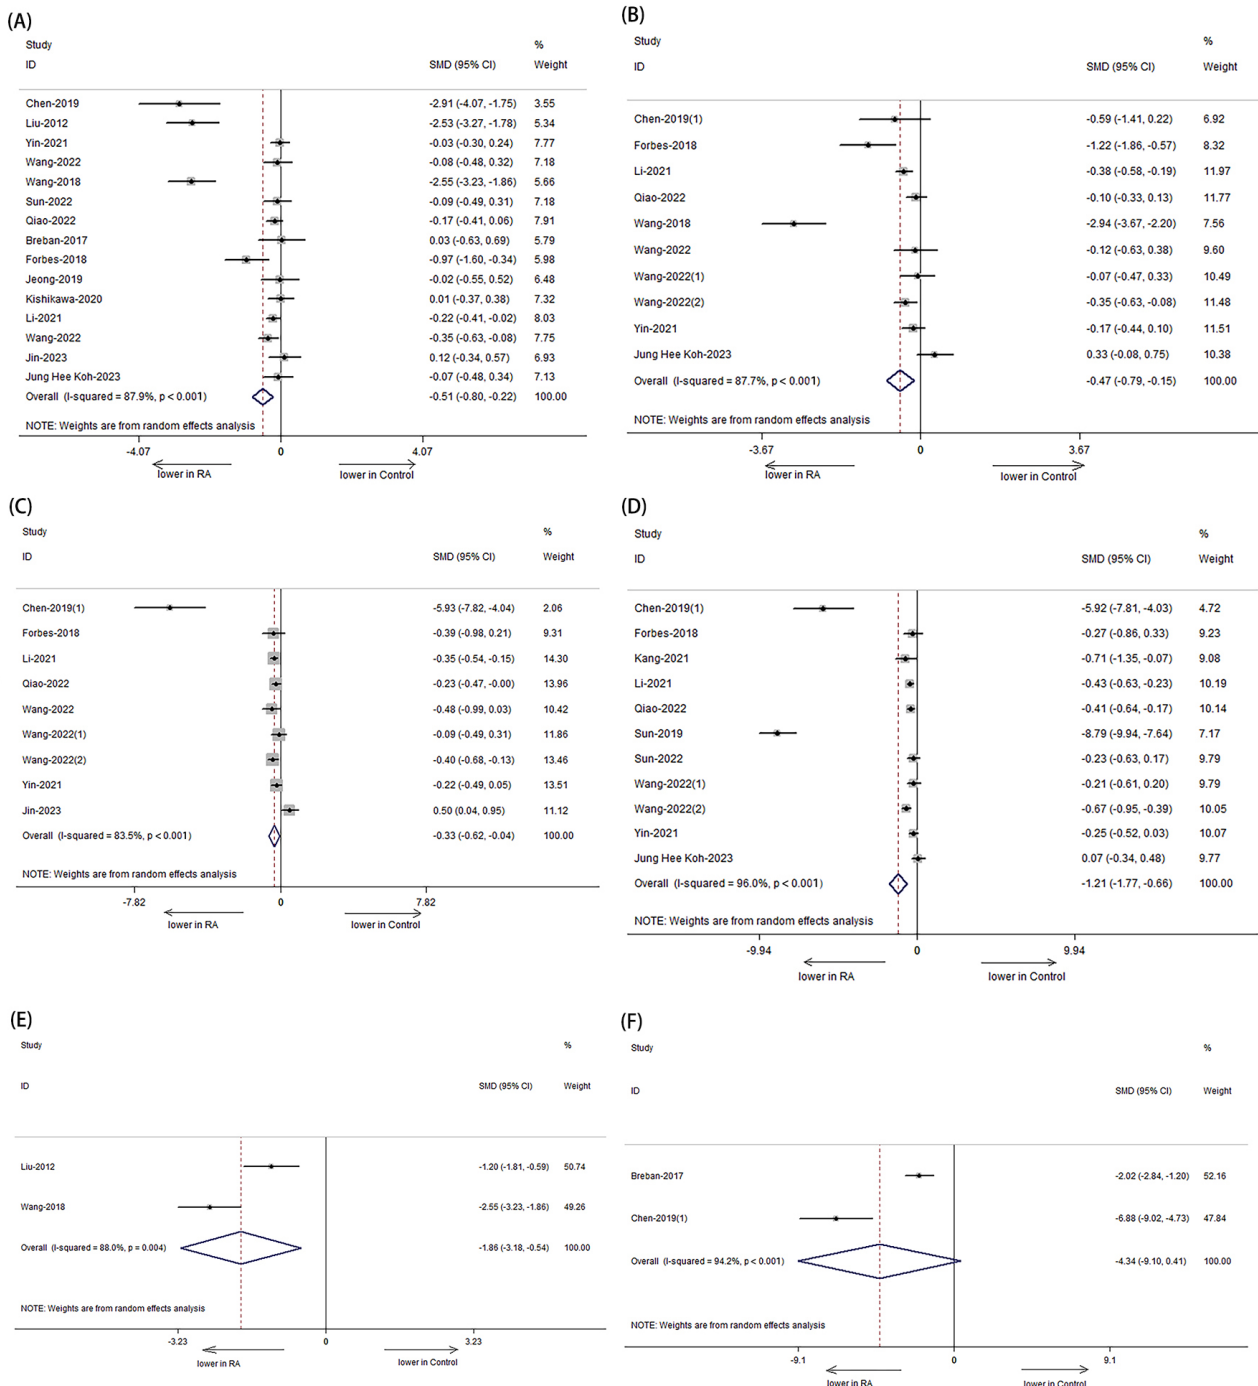 (A)
Study %
ID SMD (95% CI) Weight
Chen-2019 -2.91 (-4.07, -1.75) 3.55
Liu-2012 -2.53 (-3.27, -1.78) 5.34
Yin-2021 -0.03 (-0.30, 0.24) 7.77
Wang-2022 -0.08 (-0.48, 0.32) 7.18
Wang-2018 -2.55 (-3.23, -1.86) 5.66
Sun-2022 -0.09 (-0.49, 0.31) 7.18
Qiao-2022 -0.17 (-0.41, 0.06) 7.91
Breban-2017 0.03 (-0.63, 0.69) 5.79
Forbes-2018 -0.97 (-1.60, -0.34) 5.98
Jeong-2019 -0.02 (-0.55, 0.52) 6.48
Kishikawa-2020 0.01 (-0.37, 0.38) 7.32
Li-2021 -0.22 (-0.41, -0.02) 8.03
Wang-2022 -0.35 (-0.63, -0.08) 7.75
Jin-2023 0.12 (-0.34, 0.57) 6.93
Jung Hee Koh-2023 -0.07 (-0.48, 0.34) 7.13
Overall (I-squared = 87.9%, p < 0.001) -0.51 (-0.80, -0.22) 100.00
NOTE: Weights are from random effects analysis
-4.07 0 4.07
lower in RA lower in Control
(B)
Study %
ID SMD (95% CI) Weight
Chen-2019(1) -0.59 (-1.41, 0.22) 6.92
Forbes-2018 -1.22 (-1.86, -0.57) 8.32
Li-2021 -0.38 (-0.58, -0.19) 11.97
Qiao-2022 -0.10 (-0.33, 0.13) 11.77
Wang-2018 -2.94 (-3.67, -2.20) 7.56
Wang-2022 -0.12 (-0.63, 0.38) 9.60
Wang-2022(1) -0.07 (-0.47, 0.33) 10.49
Wang-2022(2) -0.35 (-0.63, -0.08) 11.48
Yin-2021 -0.17 (-0.44, 0.10) 11.51
Jung Hee Koh-2023 0.33 (-0.08, 0.75) 10.38
Overall (I-squared = 87.7%, p < 0.001) -0.47 (-0.79, -0.15) 100.00
NOTE: Weights are from random effects analysis
-3.67 0 3.67
lower in RA lower in Control
(C)
Study %
ID SMD (95% CI) Weight
Chen-2019(1) -5.93 (-7.82, -4.04) 2.06
Forbes-2018 -0.39 (-0.98, 0.21) 9.31
Li-2021 -0.35 (-0.54, -0.15) 14.30
Qiao-2022 -0.23 (-0.47, -0.00) 13.96
Wang-2022 -0.48 (-0.99, 0.03) 10.42
Wang-2022(1) -0.09 (-0.49, 0.31) 11.86
Wang-2022(2) -0.40 (-0.68, -0.13) 13.46
Yin-2021 -0.22 (-0.49, 0.05) 13.51
Jin-2023 0.50 (0.04, 0.95) 11.12
Overall (I-squared = 83.5%, p < 0.001) -0.33 (-0.62, -0.04) 100.00
NOTE: Weights are from random effects analysis
-7.82 0 7.82
lower in RA lower in Control
(D)
Study %
ID SMD (95% CI) Weight
Chen-2019(1) -5.92 (-7.81, -4.03) 4.72
Forbes-2018 -0.27 (-0.86, 0.33) 9.23
Kang-2021 -0.71 (-1.35, -0.07) 9.08
Li-2021 -0.43 (-0.63, -0.23) 10.19
Qiao-2022 -0.41 (-0.64, -0.17) 10.14
Sun-2019 -8.79 (-9.94, -7.64) 7.17
Sun-2022 -0.23 (-0.63, 0.17) 9.79
Wang-2022(1) -0.21 (-0.61, 0.20) 9.79
Wang-2022(2) -0.67 (-0.95, -0.39) 10.05
Yin-2021 -0.25 (-0.52, 0.03) 10.07
Jung Hee Koh-2023 0.07 (-0.34, 0.48) 9.77
Overall (I-squared = 96.0%, p < 0.001) -1.21 (-1.77, -0.66) 100.00
NOTE: Weights are from random effects analysis
-9.94 0 9.94
lower in RA lower in Control
(E)
Study %
ID SMD (95% CI) Weight
Liu-2012 -1.20 (-1.81, -0.59) 50.74
Wang-2018 -2.55 (-3.23, -1.86) 49.26
Overall (I-squared = 88.0%, p = 0.004) -1.86 (-3.18, -0.54) 100.00
NOTE: Weights are from random effects analysis
-3.23 0 3.23
lower in RA lower in Control
(F)
Study %
ID SMD (95% CI) Weight
Breban-2017 -2.02 (-2.84, -1.20) 52.16
Chen-2019(1) -6.88 (-9.02, -4.73) 47.84
Overall (I-squared = 94.2%, p < 0.001) -4.34 (-9.10, 0.41) 100.00
NOTE: Weights are from random effects analysis
-9.1 0 9.1
lower in RA lower in Control